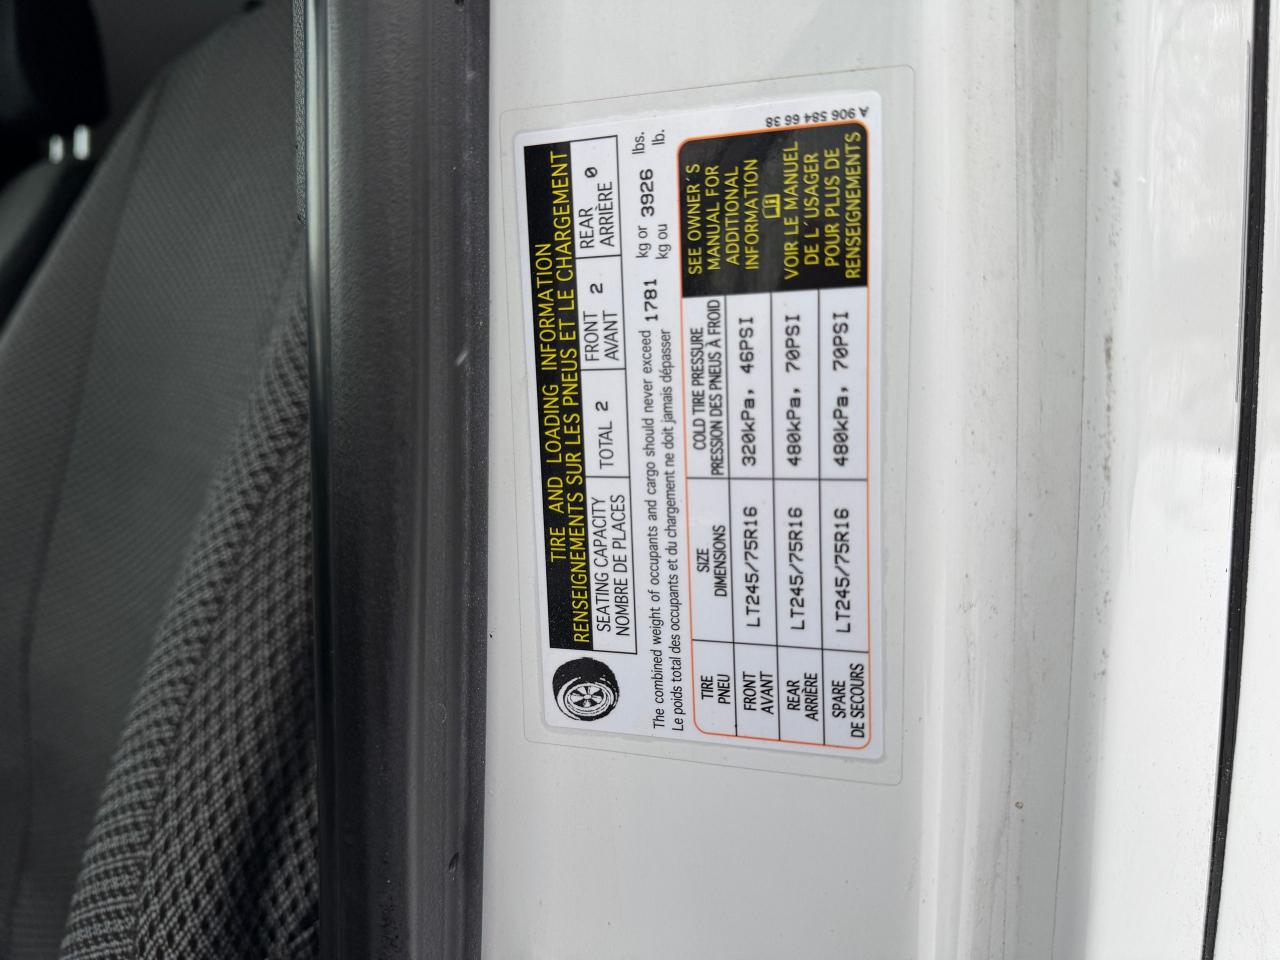 TIRE AND LOADING INFORMATION
RENSEIGNEMENTS SUR LES PNEUS ET LE CHARGEMENT
SEATING CAPACITY
NOMBRE DE PLACES
TOTAL 2
FRONT
AVANT
2
REAR
ARRIÈRE
0
The combined weight of occupants and cargo should never exceed
Le poids total des occupants et du chargement ne doit jamais dépasser
1781
kg or
kg ou
3926
lbs.
lb.
TIRE
PNEU
SIZE
DIMENSIONS
COLD TIRE PRESSURE
PRESSION DES PNEUS À FROID
FRONT
AVANT
LT245/75R16
320kPa, 46PSI
REAR
ARRIÈRE
LT245/75R16
480kPa, 70PSI
SPARE
DE SECOURS
LT245/75R16
480kPa, 70PSI
SEE OWNER´S
MANUAL FOR
ADDITIONAL
INFORMATION
VOIR LE MANUEL
DE L´USAGER
POUR PLUS DE
RENSEIGNEMENTS
A 906 584 66 38